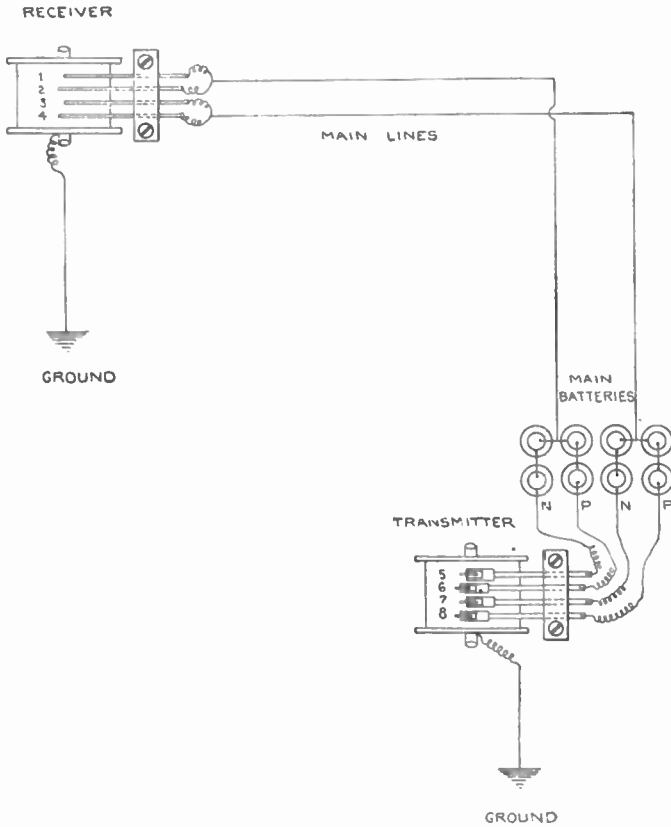 RECEIVER
1
2
3
4
MAIN LINES
GROUND
MAIN
BATTERIES
N P N P
TRANSMITTER
5
6
7
8
GROUND